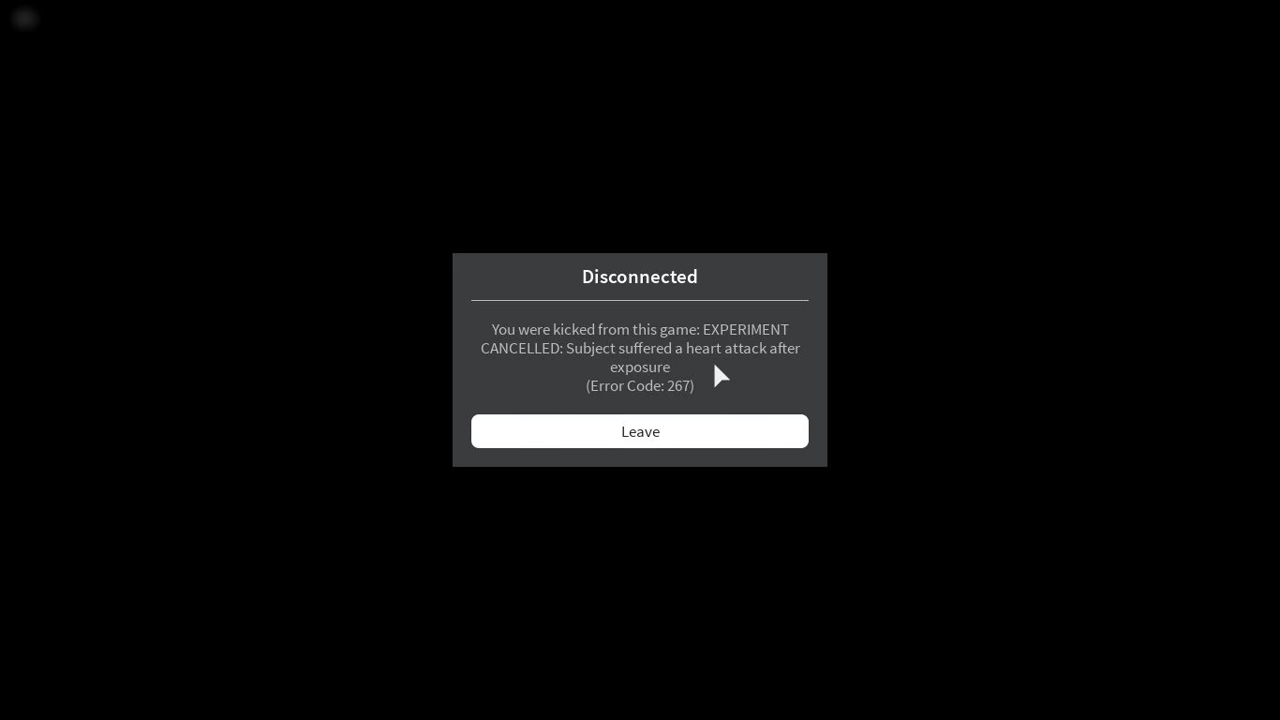 Disconnected
You were kicked from this game: EXPERIMENT
CANCELLED: Subject suffered a heart attack after
exposure
(Error Code: 267)
Leave